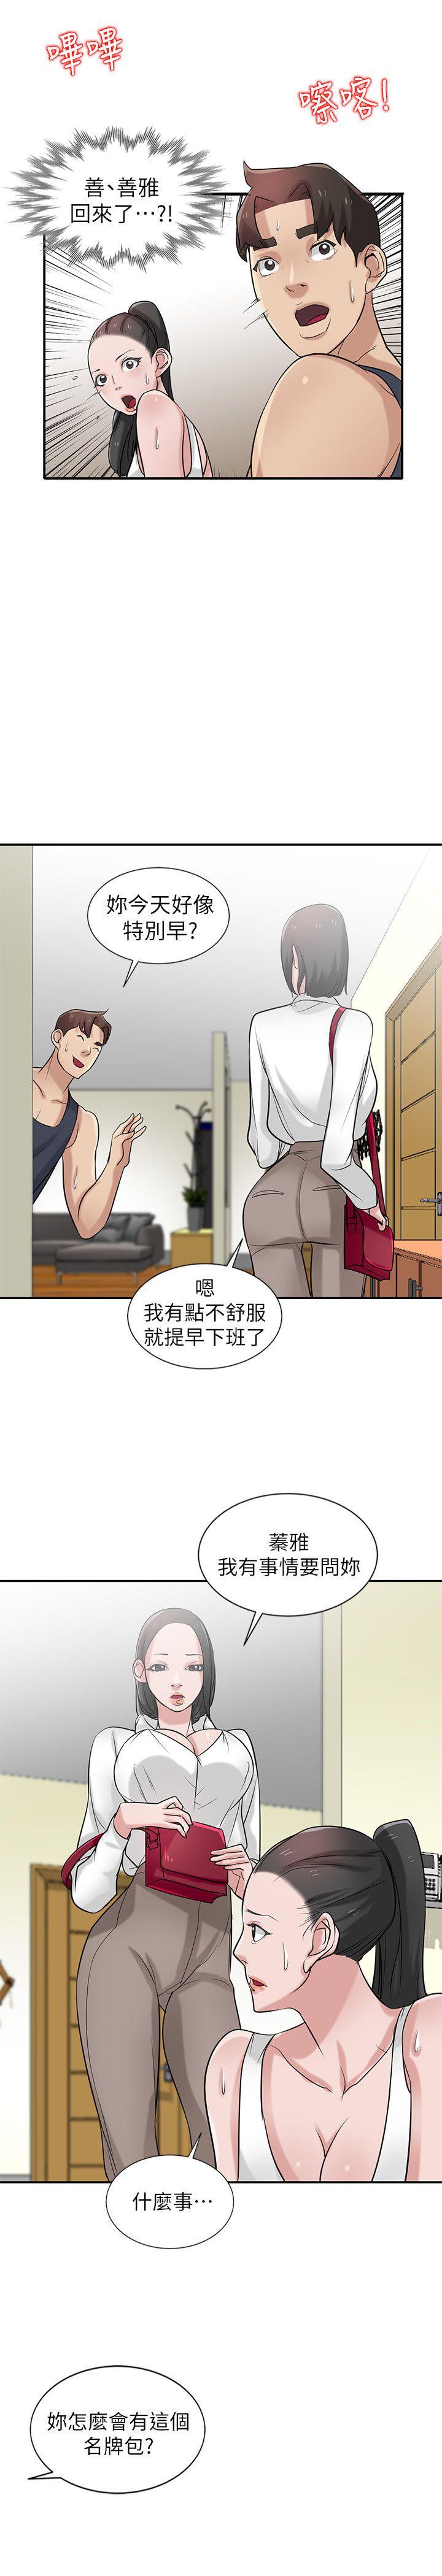 嗶嗶
嚓喀!
善、善雅
回來了…?!
妳今天好像
特別早?
嗯
我有點不舒服
就提早下班了
蓁雅
我有事情要問妳
什麼事…
妳怎麼會有這個
名牌包?